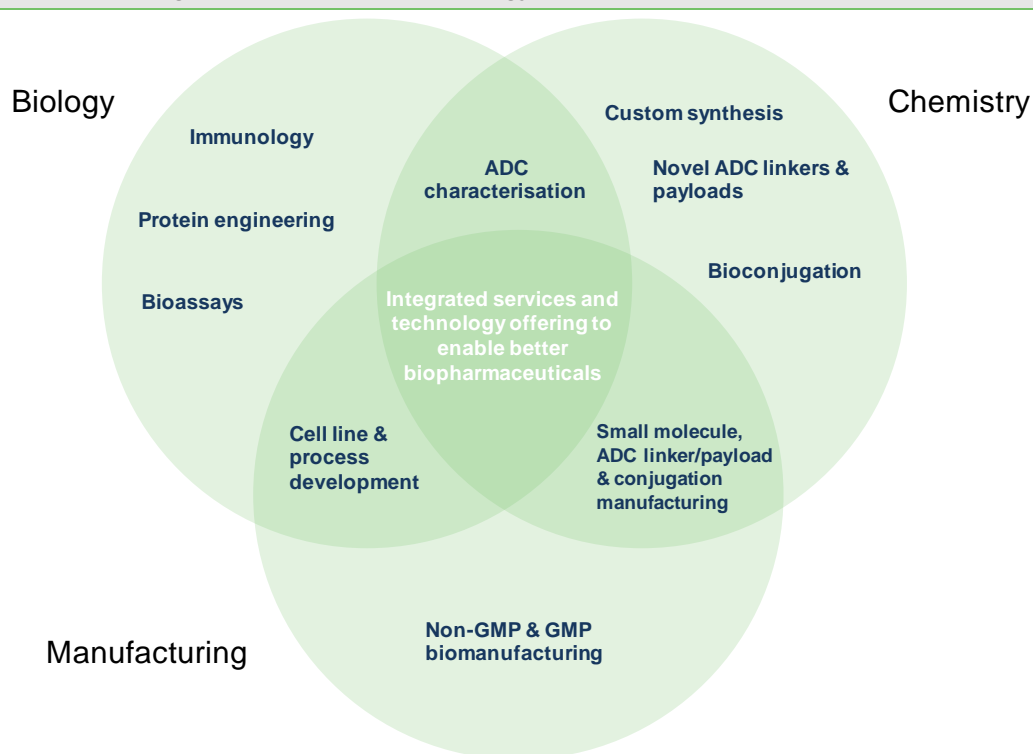 Biology
Chemistry
Immunology
Protein engineering
Bioassays
ADC
characterisation
Custom synthesis
Novel ADC linkers &
payloads
Bioconjugation
Integrated services and
technology offering to
enable better
biopharmaceuticals
Cell line &
process
development
Small molecule,
ADC linker/payload
& conjugation
manufacturing
Manufacturing
Non-GMP & GMP
biomanufacturing